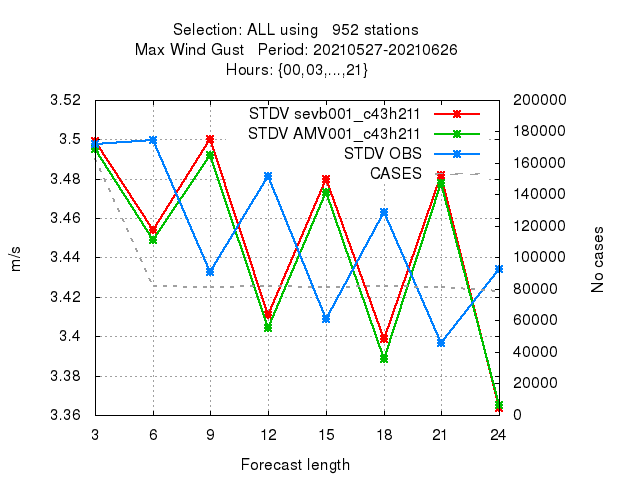 Selection: ALL using   952 stations
Max Wind Gust   Period: 20210527-20210626
Hours: {00,03,...,21}
STDV sevb001_c43h211
STDV AMV001_c43h211
STDV OBS
CASES
3.52
3.5
3.48
3.46
3.44
3.42
3.4
3.38
3.36
m/s
200000
180000
160000
140000
120000
100000
80000
60000
40000
20000
0
No cases
3 6 9 12 15 18 21 24
Forecast length